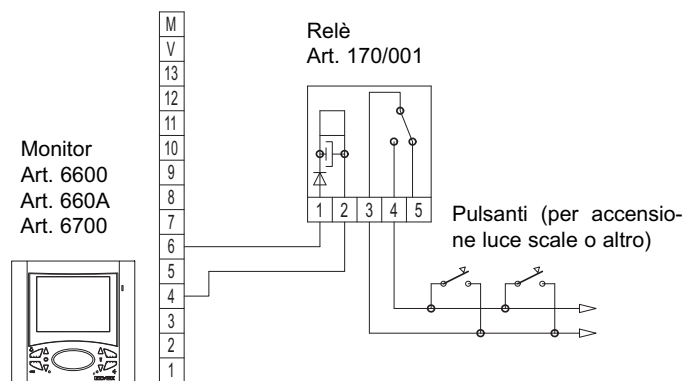 M
V
13
12
11
10
9
8
7
6
5
4
3
2
1
Relè
Art. 170/001
1 2 3 4 5
Monitor
Art. 6600
Art. 660A
Art. 6700
Pulsanti (per accensio-
ne luce scale o altro)